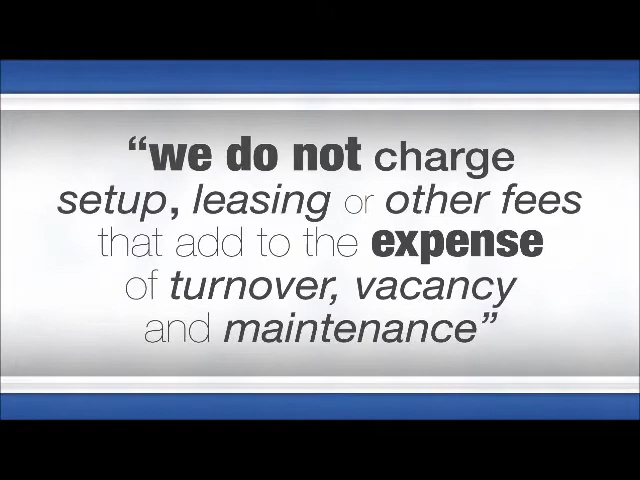 “we do not charge
setup, leasing or other fees
that add to the expense
of turnover, vacancy
and maintenance”